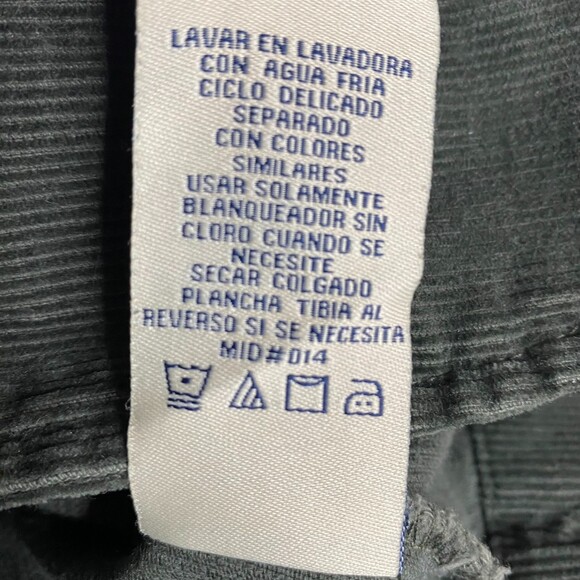 LAVAR EN LAVADORA
CON AGUA FRIA
CICLO DELICADO
SEPARADO
CON COLORES
SIMILARES
USAR SOLAMENTE
BLANQUEADOR SIN
CLORO CUANDO SE
NECESITE
SECAR COLGADO
PLANCHA TIBIA AL
REVERSO SI SE NECESITA
MID#014